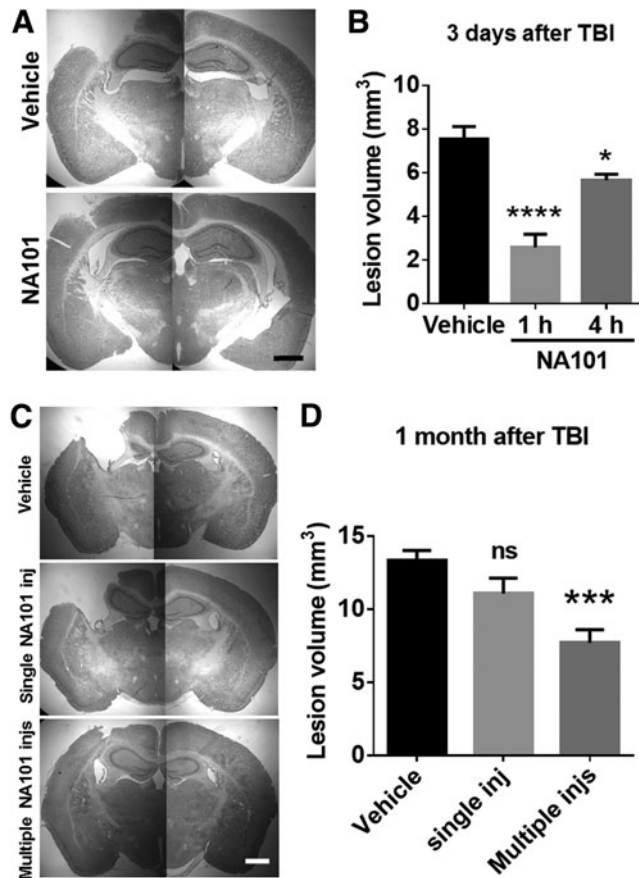 A
Vehicle
NA101
B
3 days after TBI
Lesion volume (mm³)
8
6
4
2
0
****
*
Vehicle
1 h
4 h
NA101
C
Vehicle
Single NA101 inj
Multiple NA101 injs
D
1 month after TBI
Lesion volume (mm³)
15
10
5
0
ns
***
Vehicle
single inj
Multiple injs